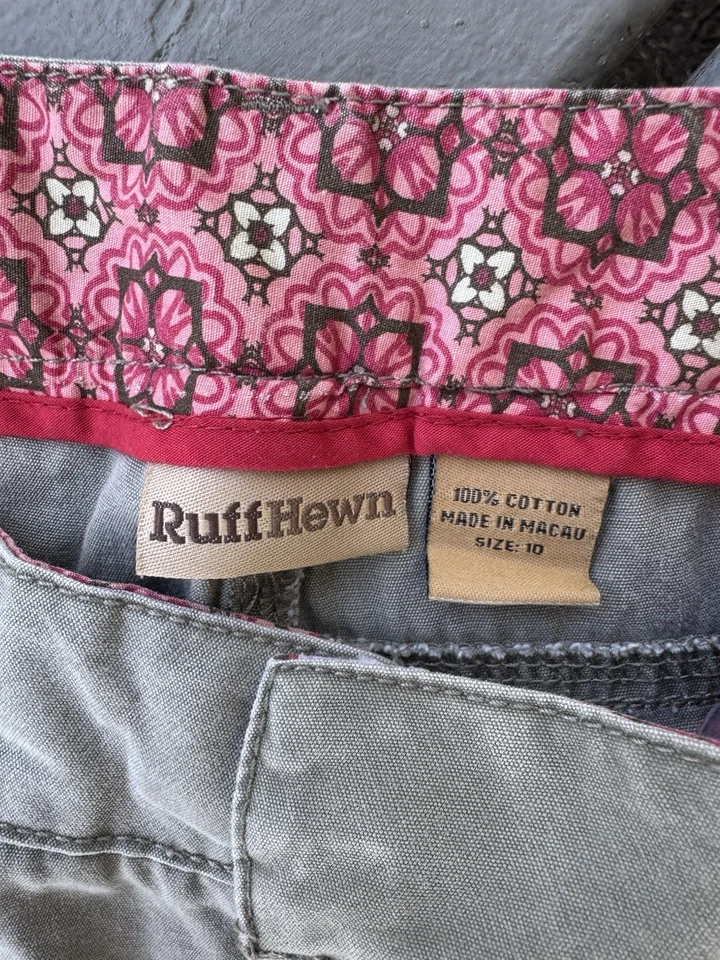 RuffHewn
100% COTTON
MADE IN MACAU
SIZE: 10